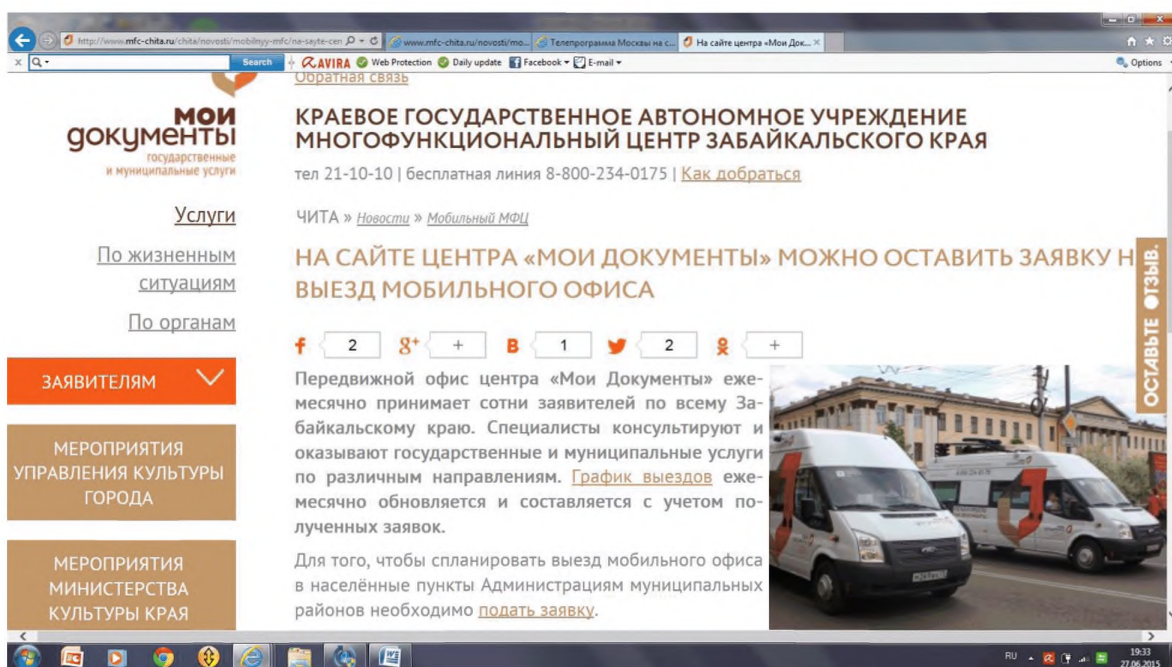 http://www.mfc-chita.ru/chita/novosti/mobilnyy-mfc/na-sayte-cen
www.mfc-chita.ru/novosti/mo...
Телепрограмма Москвы на с...
На сайте центра «Мои Док...
Search
AVIRA
Web Protection
Daily update
Facebook
E-mail
Options
Обратная связь
мои
документы
государственные
и муниципальные услуги
КРАЕВОЕ ГОСУДАРСТВЕННОЕ АВТОНОМНОЕ УЧРЕЖДЕНИЕ
МНОГОФУНКЦИОНАЛЬНЫЙ ЦЕНТР ЗАБАЙКАЛЬСКОГО КРАЯ
тел 21-10-10 | бесплатная линия 8-800-234-0175 | Как добраться
Услуги
По жизненным
ситуациям
По органам
ЗАЯВИТЕЛЯМ
МЕРОПРИЯТИЯ
УПРАВЛЕНИЯ КУЛЬТУРЫ
ГОРОДА
МЕРОПРИЯТИЯ
МИНИСТЕРСТВА
КУЛЬТУРЫ КРАЯ
ЧИТА » Новости » Мобильный МФЦ
НА САЙТЕ ЦЕНТРА «МОИ ДОКУМЕНТЫ» МОЖНО ОСТАВИТЬ ЗАЯВКУ Н
ВЫЕЗД МОБИЛЬНОГО ОФИСА
f 2 g+ + B 1 2 +
Передвижной офис центра «Мои Документы» еже-
месячно принимает сотни заявителей по всему За-
байкальскому краю. Специалисты консультируют и
оказывают государственные и муниципальные услуги
по различным направлениям. График выездов еже-
месячно обновляется и составляется с учетом по-
лученных заявок.
Для того, чтобы спланировать выезд мобильного офиса
в населённые пункты Администрациям муниципальных
районов необходимо подать заявку.
ОСТАВЬТЕ ОТЗЫВ.
RU
19:33